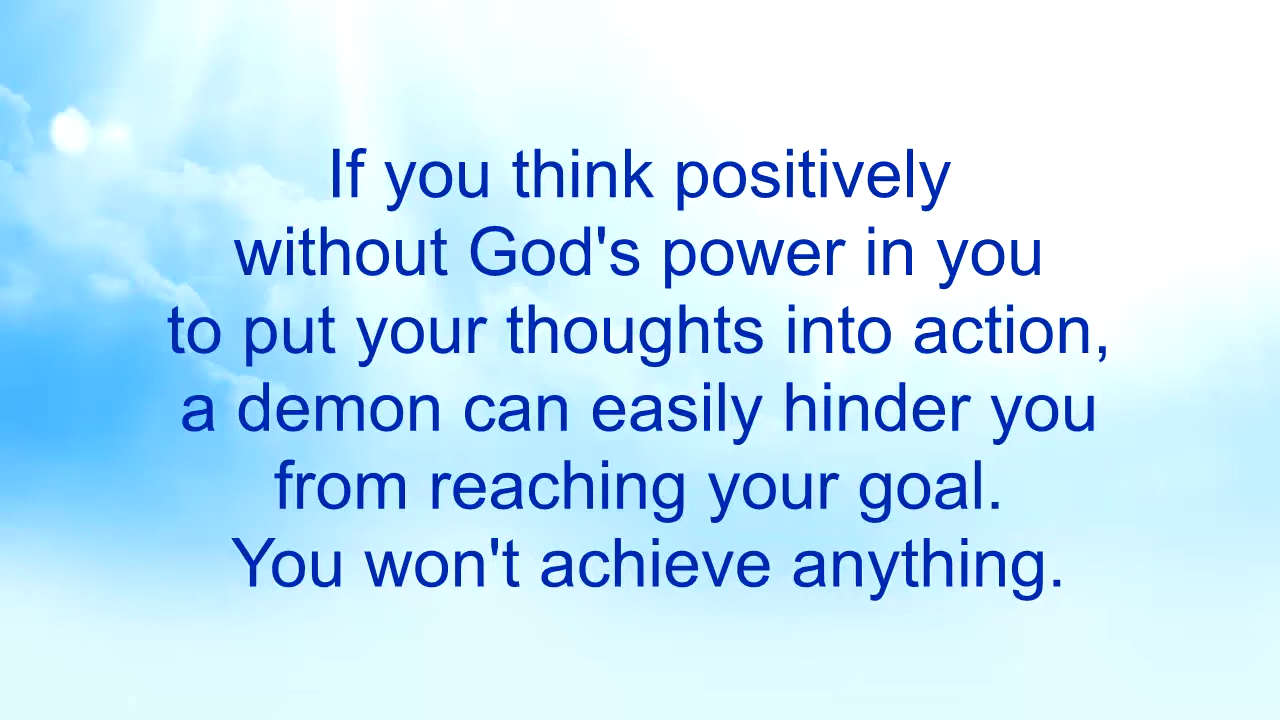 If you think positively
without God's power in you
to put your thoughts into action,
a demon can easily hinder you
from reaching your goal.
You won't achieve anything.